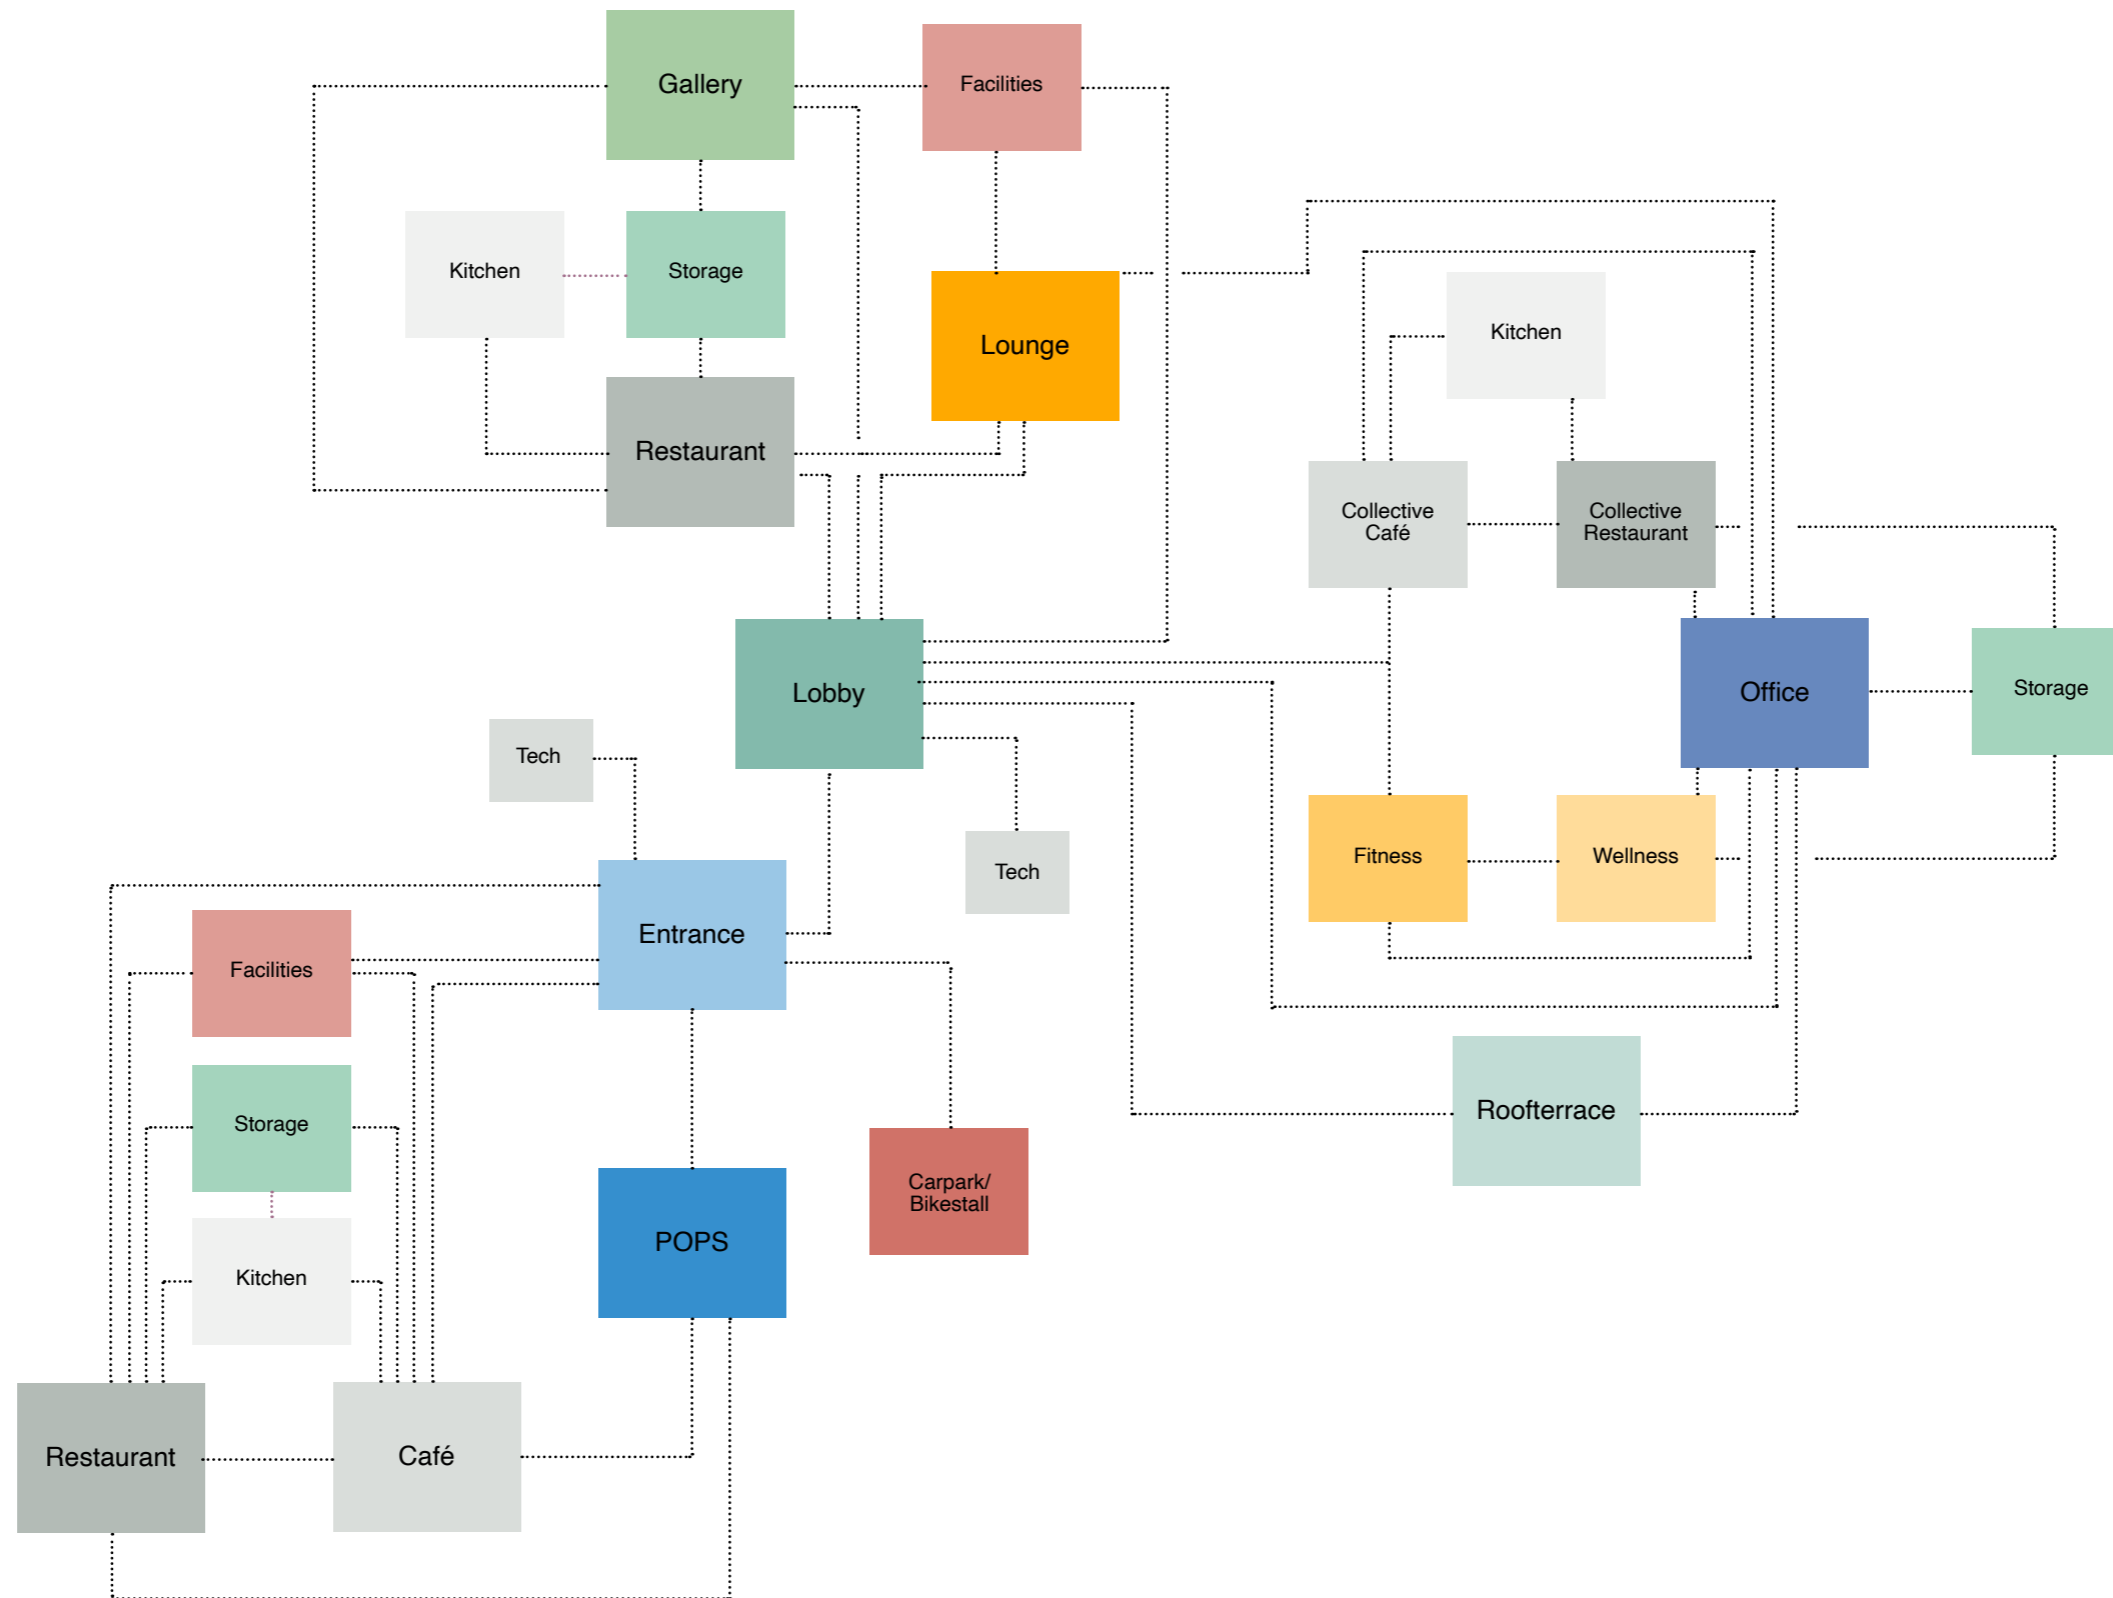 Gallery
Facilities
Kitchen
Storage
Lounge
Kitchen
Restaurant
Collective
Café
Collective
Restaurant
Lobby
Office
Storage
Tech
Tech
Fitness
Wellness
Entrance
Facilities
Storage
Roofterrace
Carpark/
Bikestall
POPS
Kitchen
Restaurant
Café